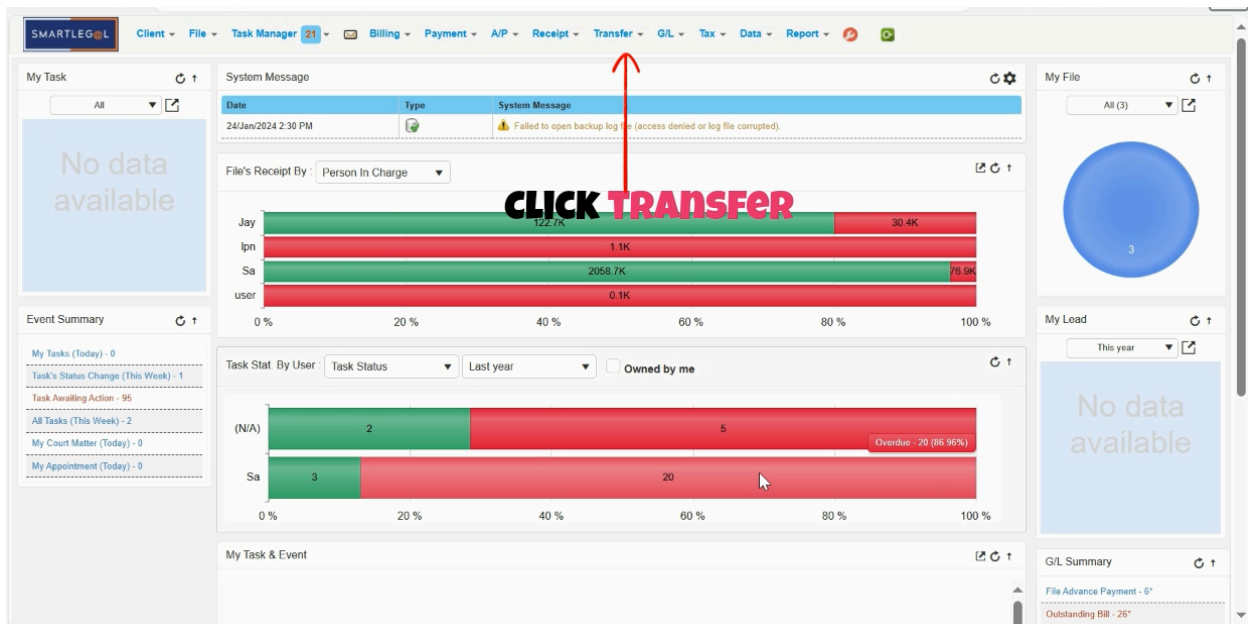 SMARTLEG@L Client File Task Manager 21 Billing Payment A/P Receipt Transfer G/L Tax Data Report
My Task
All
No data
available
Event Summary
My Tasks (Today) - 0
Task's Status Change (This Week) - 1
Task Awaiting Action - 95
All Tasks (This Week) - 2
My Court Matter (Today) - 0
My Appointment (Today) - 0
System Message
Date Type System Message
24/Jan/2024 2:30 PM Failed to open backup log file (access denied or log file corrupted).
File's Receipt By : Person In Charge
CLICK TRANSFER
Jay 122.7K 30.4K
lpn 1.1K
Sa 2058.7K 76.9K
user 0.1K
0 % 20 % 40 % 60 % 80 % 100 %
Task Stat. By User : Task Status Last year Owned by me
(N/A) 2 5
Overdue - 20 (86.96%)
Sa 3 20
0 % 20 % 40 % 60 % 80 % 100 %
My Task & Event
My File
All (3)
3
My Lead
This year
No data
available
G/L Summary
File Advance Payment - 6*
Outstanding Bill - 26*